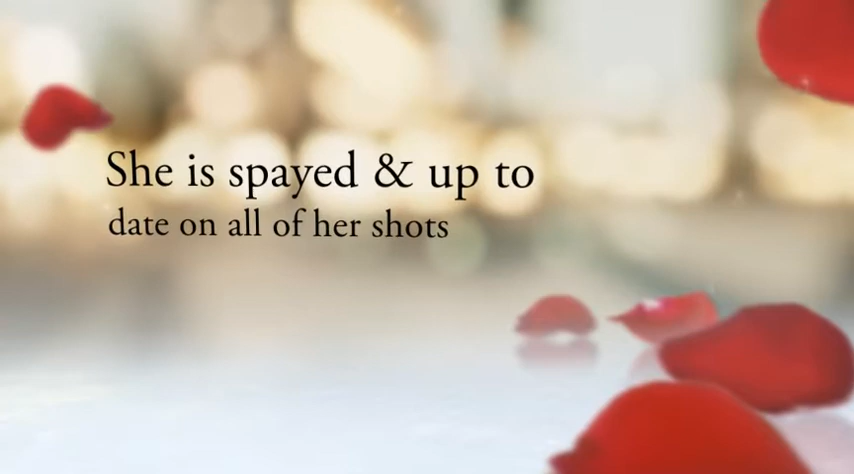 She is spayed & up to
date on all of her shots